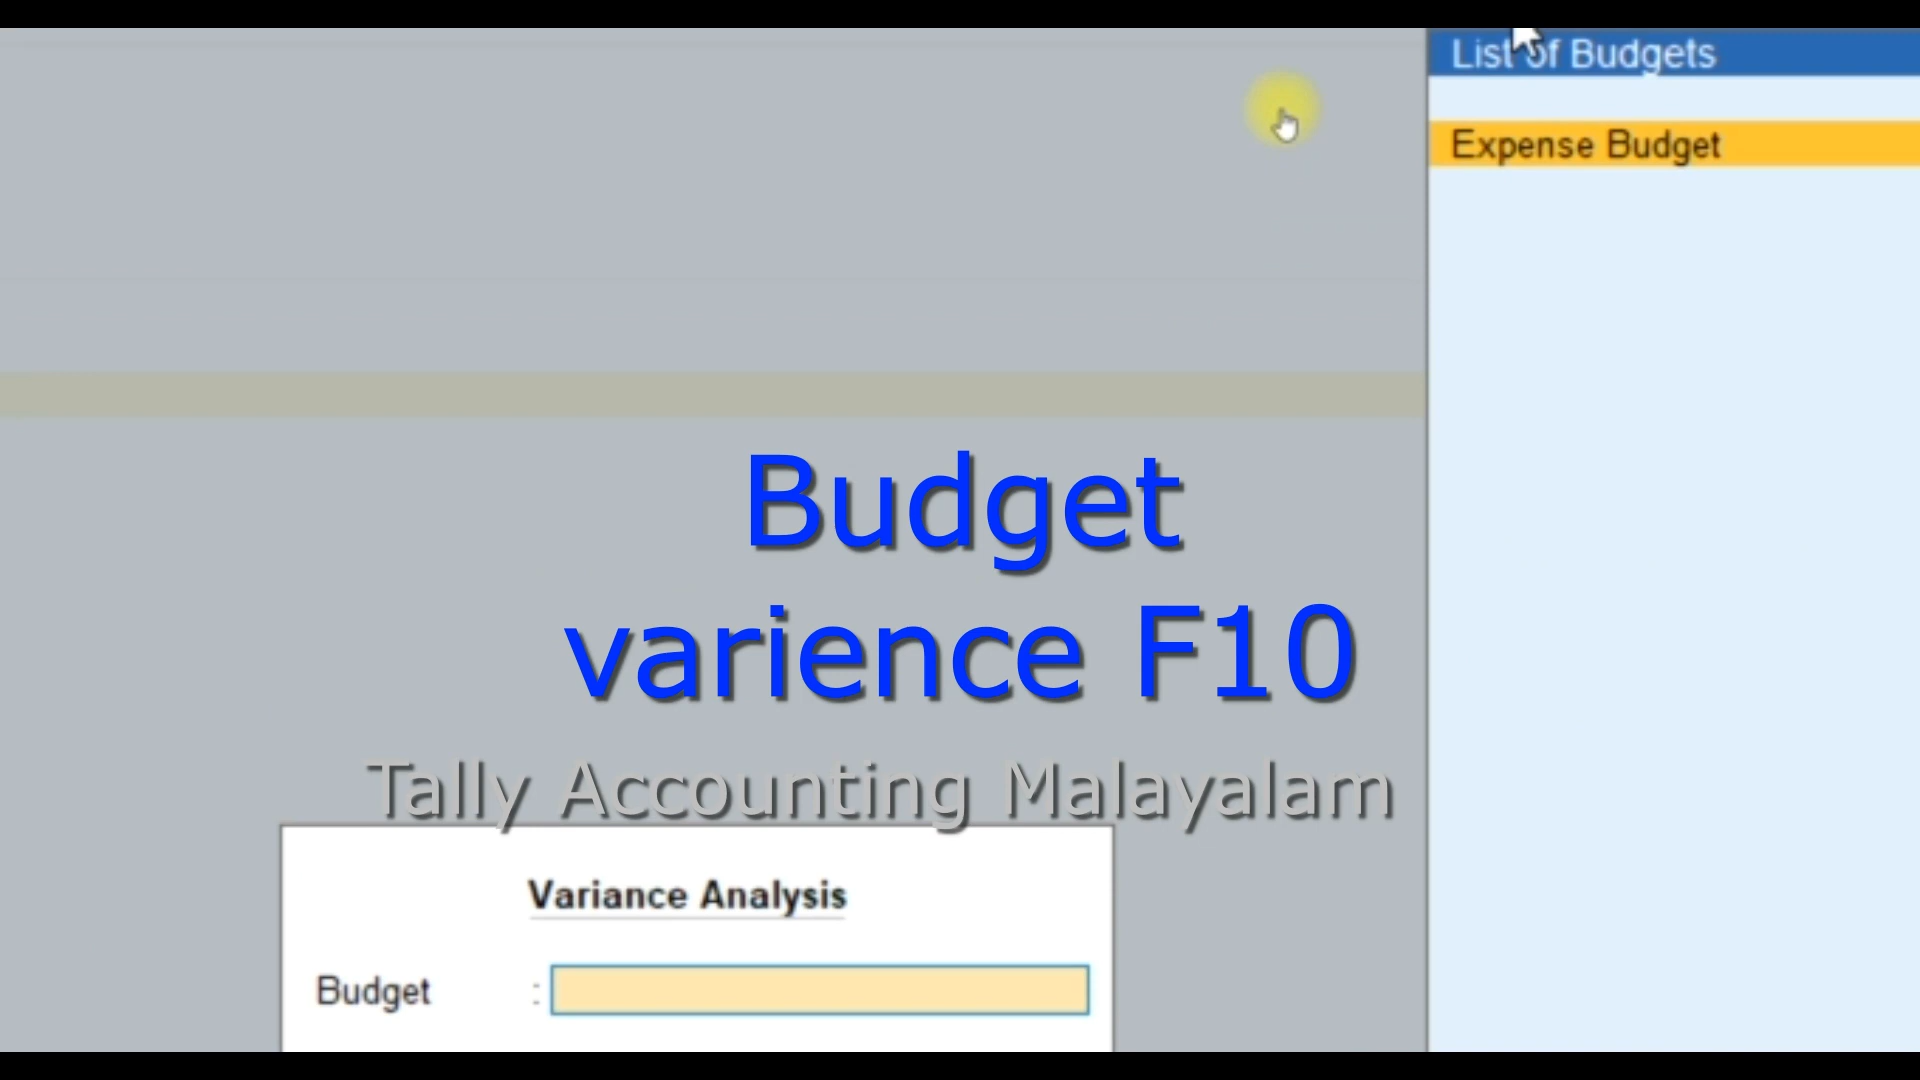 List of Budgets
Expense Budget
Budget
varience F10
Tally Accounting Malayalam
Variance Analysis
Budget :